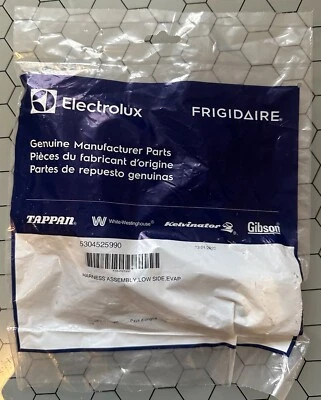 Electrolux FRIGIDAIRE
Genuine Manufacturer Parts
Pièces du fabricant d'origine
Partes de repuesto genuinas
TAPPAN White-Westinghouse Kelvinator Gibson
5304525990
HARNESS ASSEMBLY, LOW SIDE, EVAP